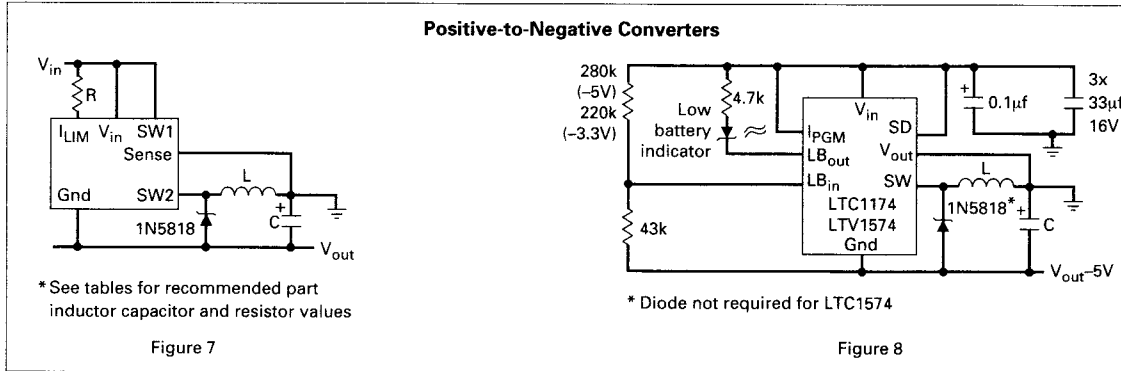 Positive-to-Negative Converters
V_in
R
I_LIM V_in SW1
Sense
Gnd SW2
L
1N5818
+
C
V_out
* See tables for recommended part
inductor capacitor and resistor values
Figure 7
280k
(–5V)
220k
(–3.3V)
4.7k
Low
battery
indicator
V_in
I_PGM
SD
LB_out
V_out
LB_in
SW
LTC1174
LTV1574
Gnd
43k
+
0.1µf
3x
33µf
16V
L
1N5818*
+
C
V_out–5V
* Diode not required for LTC1574
Figure 8